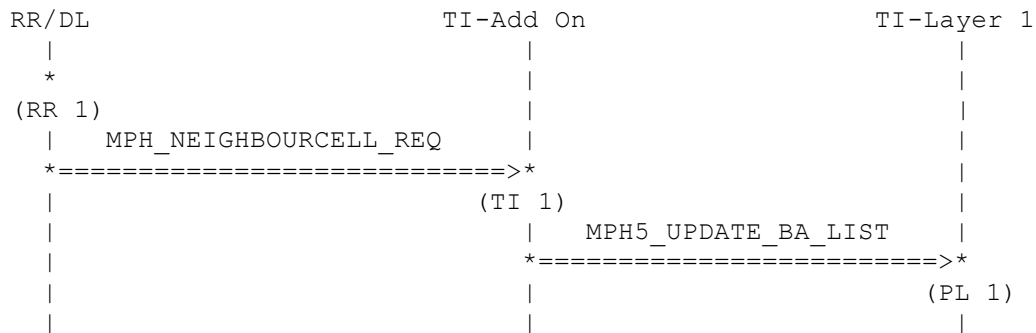 RR/DL TI-Add On TI-Layer 1
| | |
* | |
(RR 1) | |
| MPH_NEIGHBOURCELL_REQ | |
*============================>* |
| (TI 1) |
| | MPH5_UPDATE_BA_LIST |
| *=========================>*
| | (PL 1)
| | |